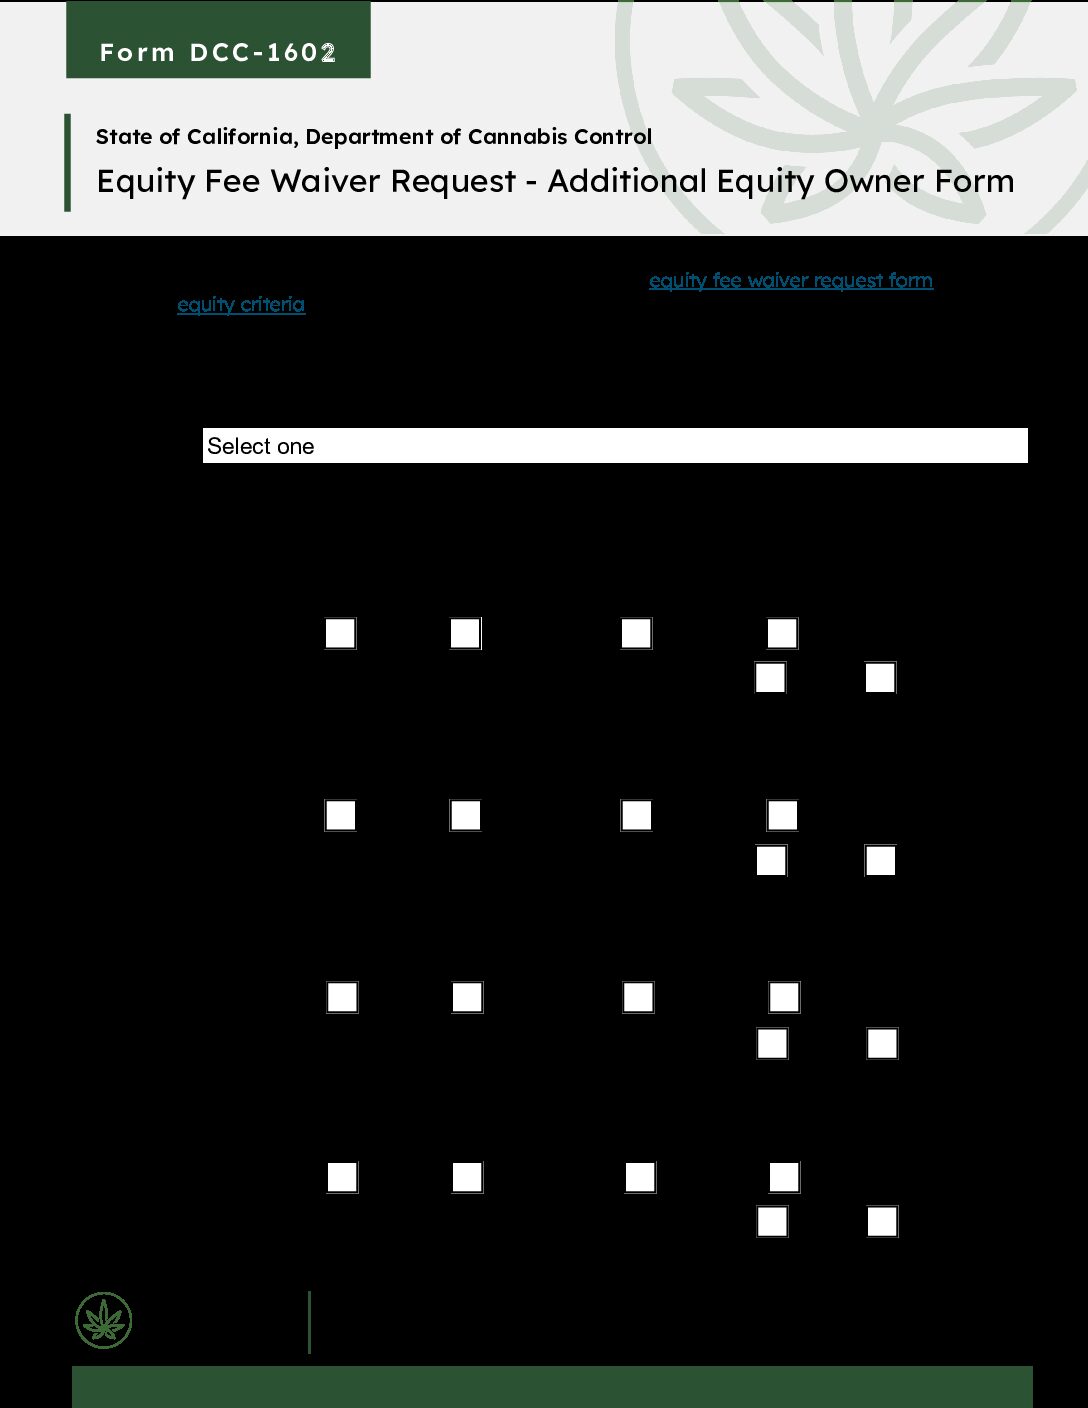 Form DCC-1602
State of California, Department of Cannabis Control
Equity Fee Waiver Request - Additional Equity Owner Form
equity fee waiver request form
equity criteria
Select one